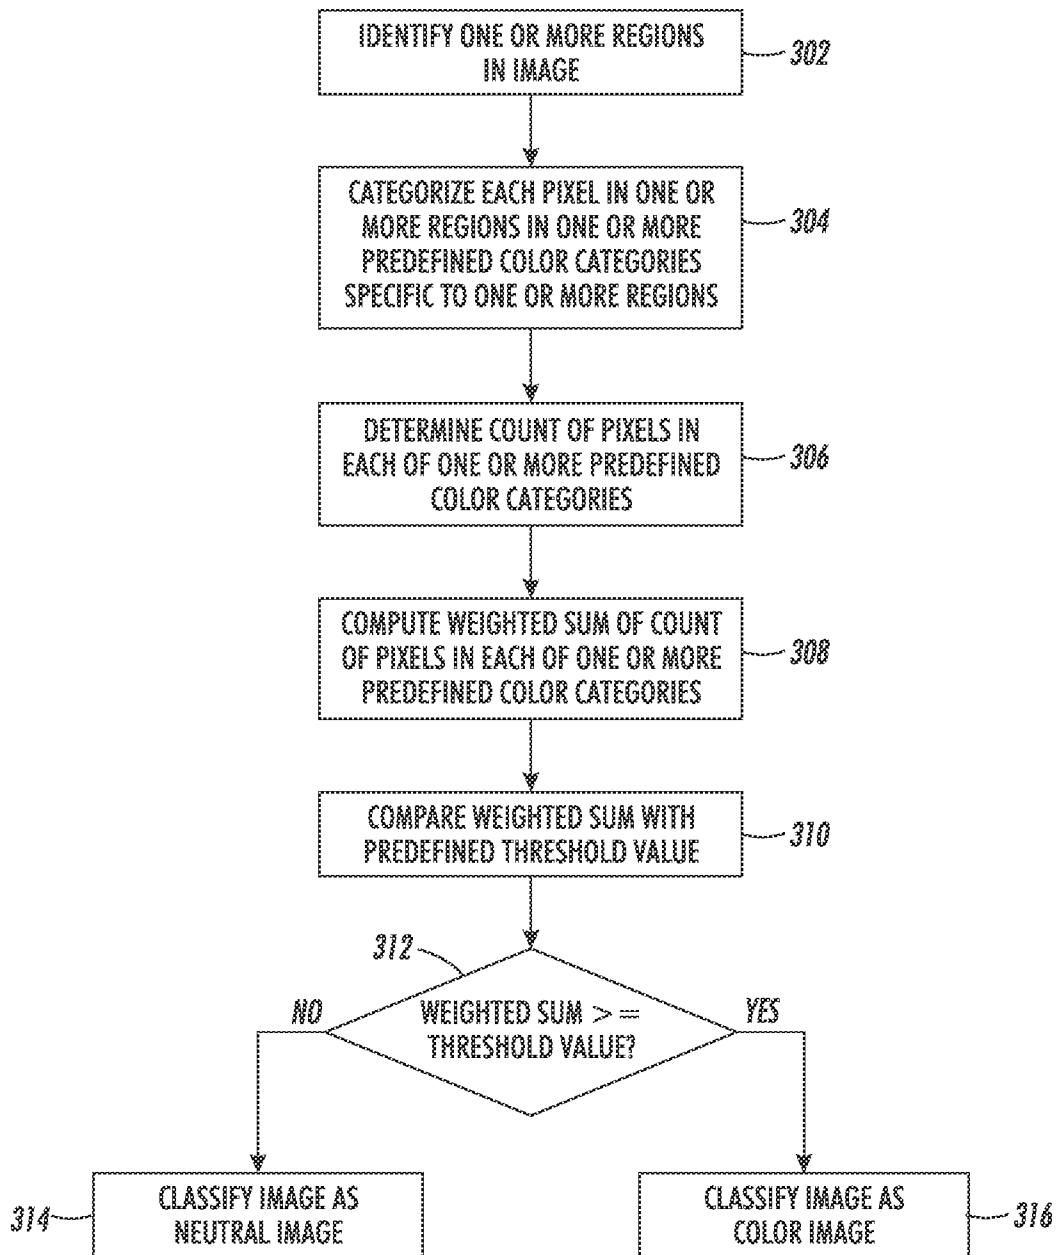 IDENTIFY ONE OR MORE REGIONS
IN IMAGE
302
CATEGORIZE EACH PIXEL IN ONE OR
MORE REGIONS IN ONE OR MORE
PREDEFINED COLOR CATEGORIES
SPECIFIC TO ONE OR MORE REGIONS
304
DETERMINE COUNT OF PIXELS IN
EACH OF ONE OR MORE PREDEFINED
COLOR CATEGORIES
306
COMPUTE WEIGHTED SUM OF COUNT
OF PIXELS IN EACH OF ONE OR MORE
PREDEFINED COLOR CATEGORIES
308
COMPARE WEIGHTED SUM WITH
PREDEFINED THRESHOLD VALUE
310
312
NO
WEIGHTED SUM > =
THRESHOLD VALUE?
YES
314
CLASSIFY IMAGE AS
NEUTRAL IMAGE
CLASSIFY IMAGE AS
COLOR IMAGE
316